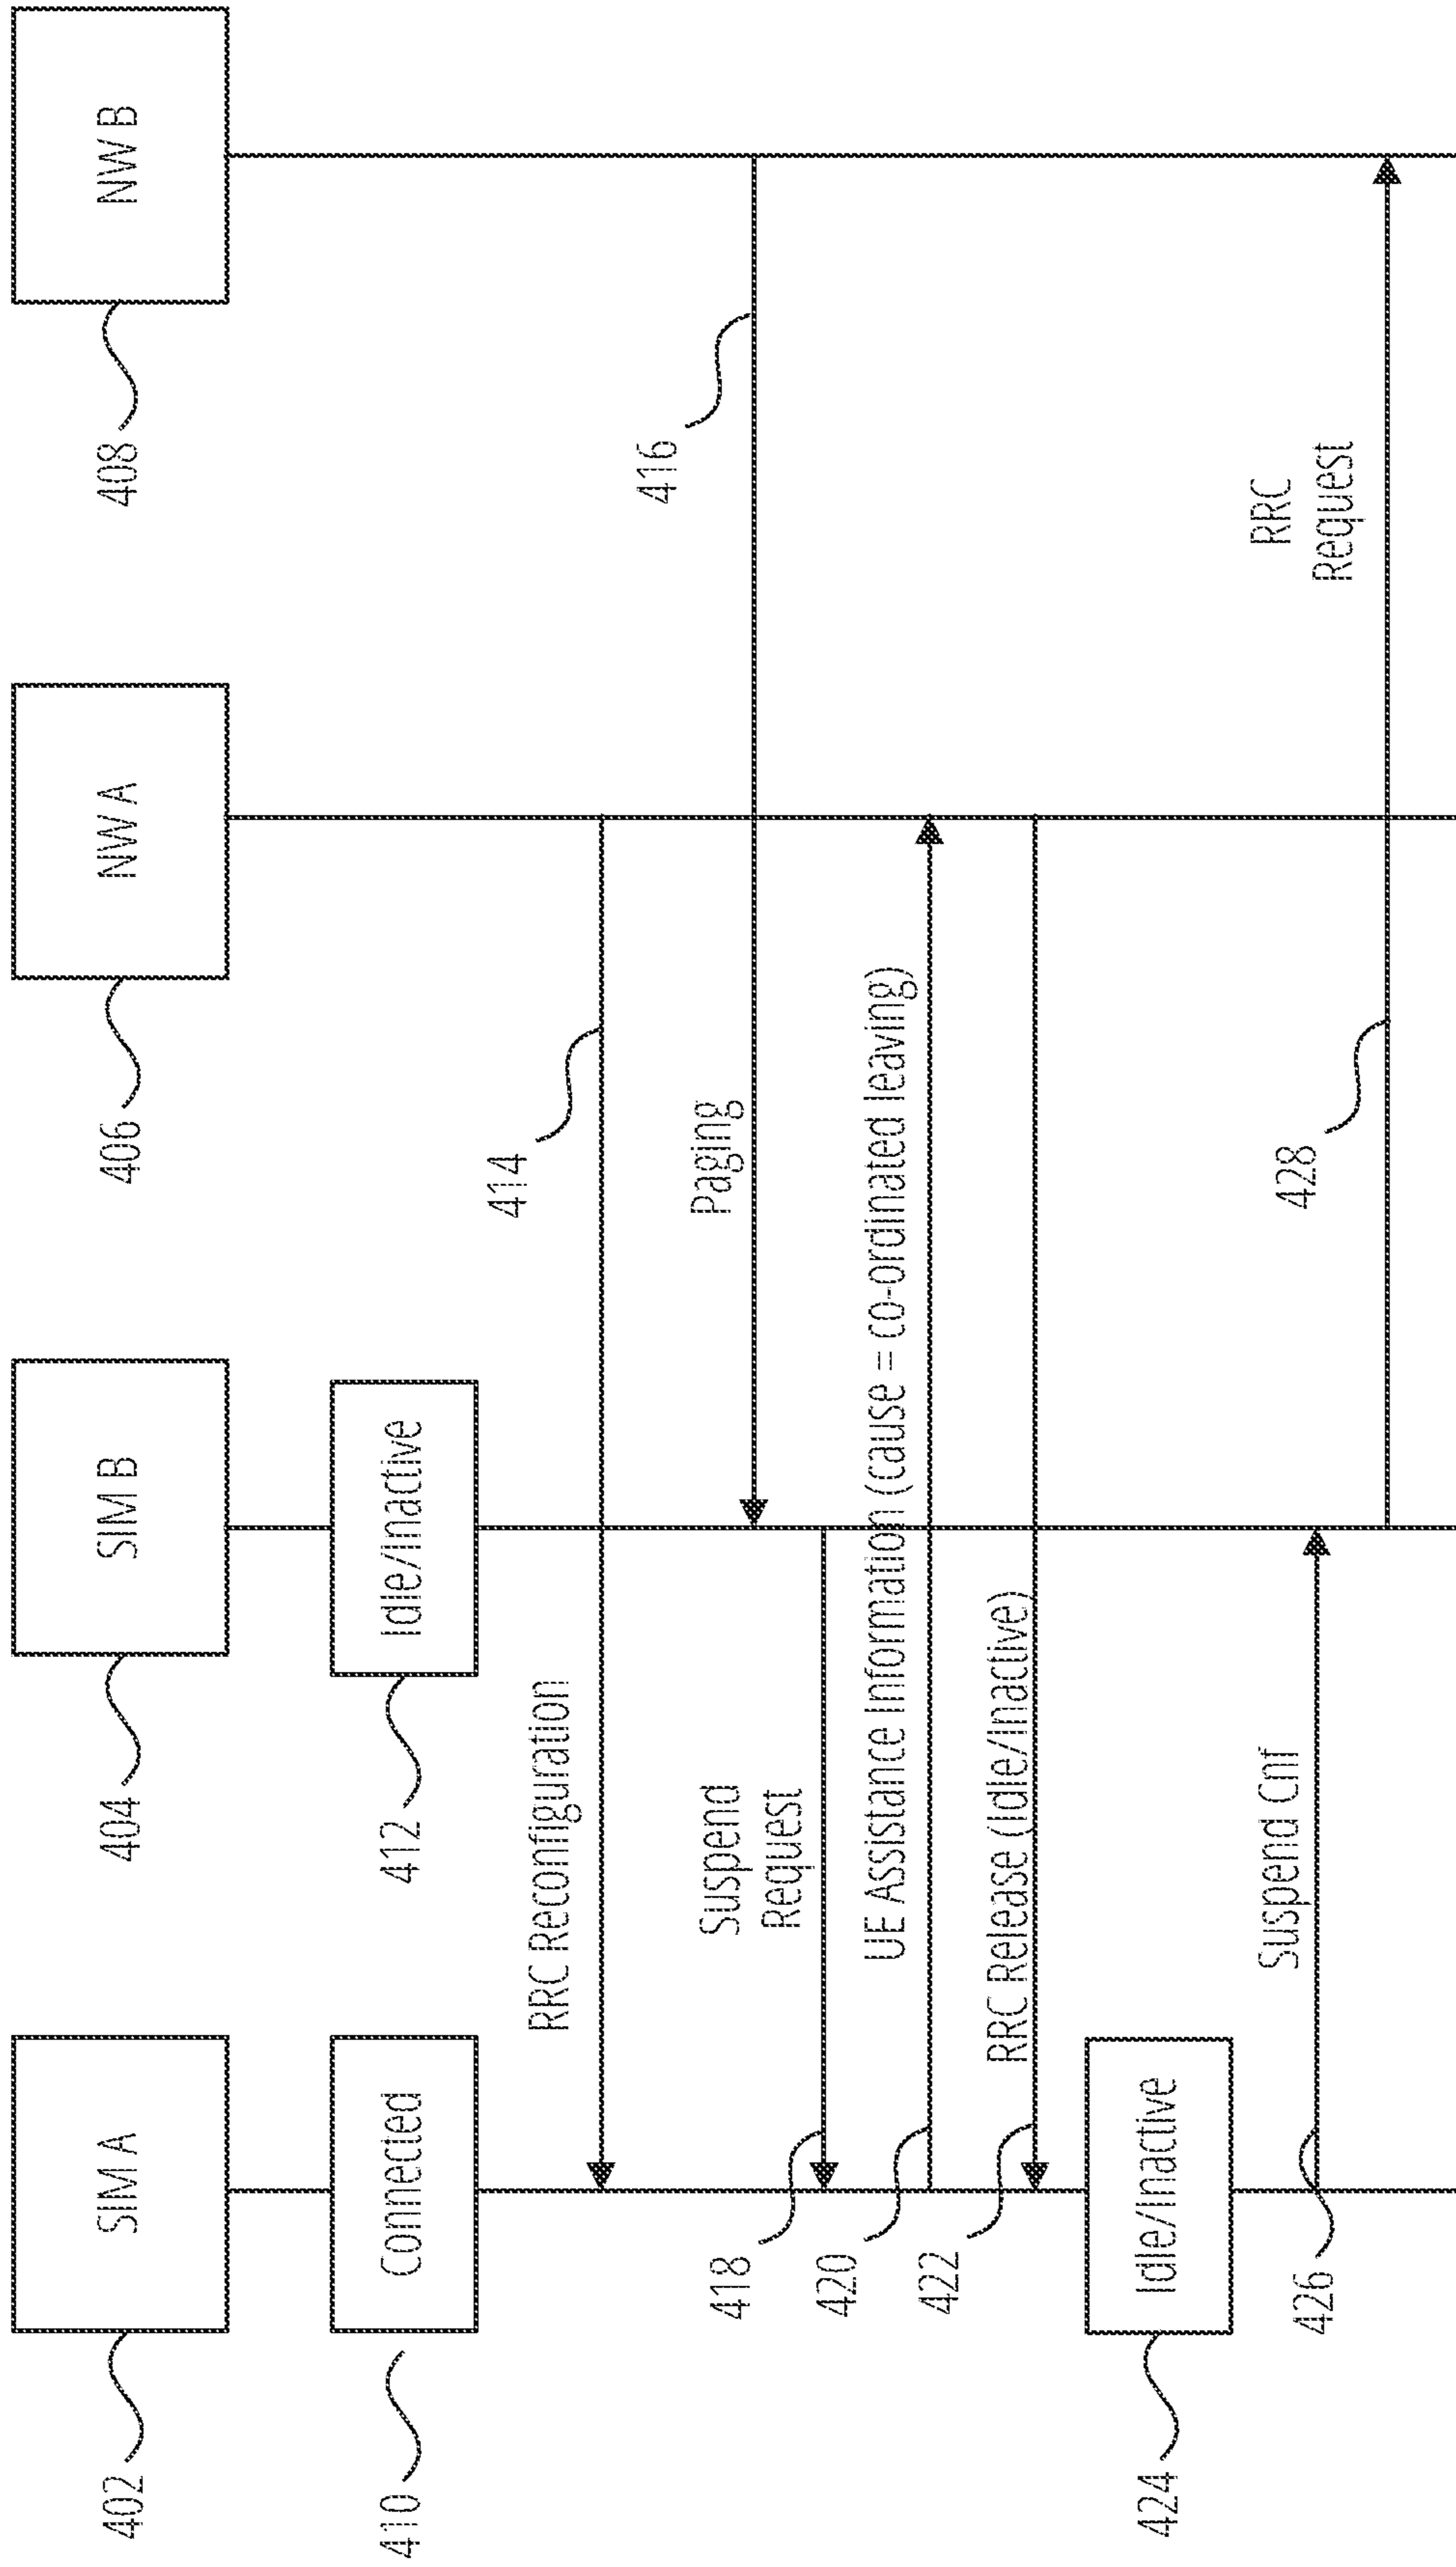 SIM A
SIM B
NW A
NW B
402
404
406
408
Connected
Idle/Inactive
410
412
RRC Reconfiguration
414
Paging
416
Suspend
Request
418
UE Assistance Information (cause = co-ordinated leaving)
420
RRC Release (Idle/Inactive)
422
Idle/Inactive
424
Suspend Cnf
426
RRC
Request
428